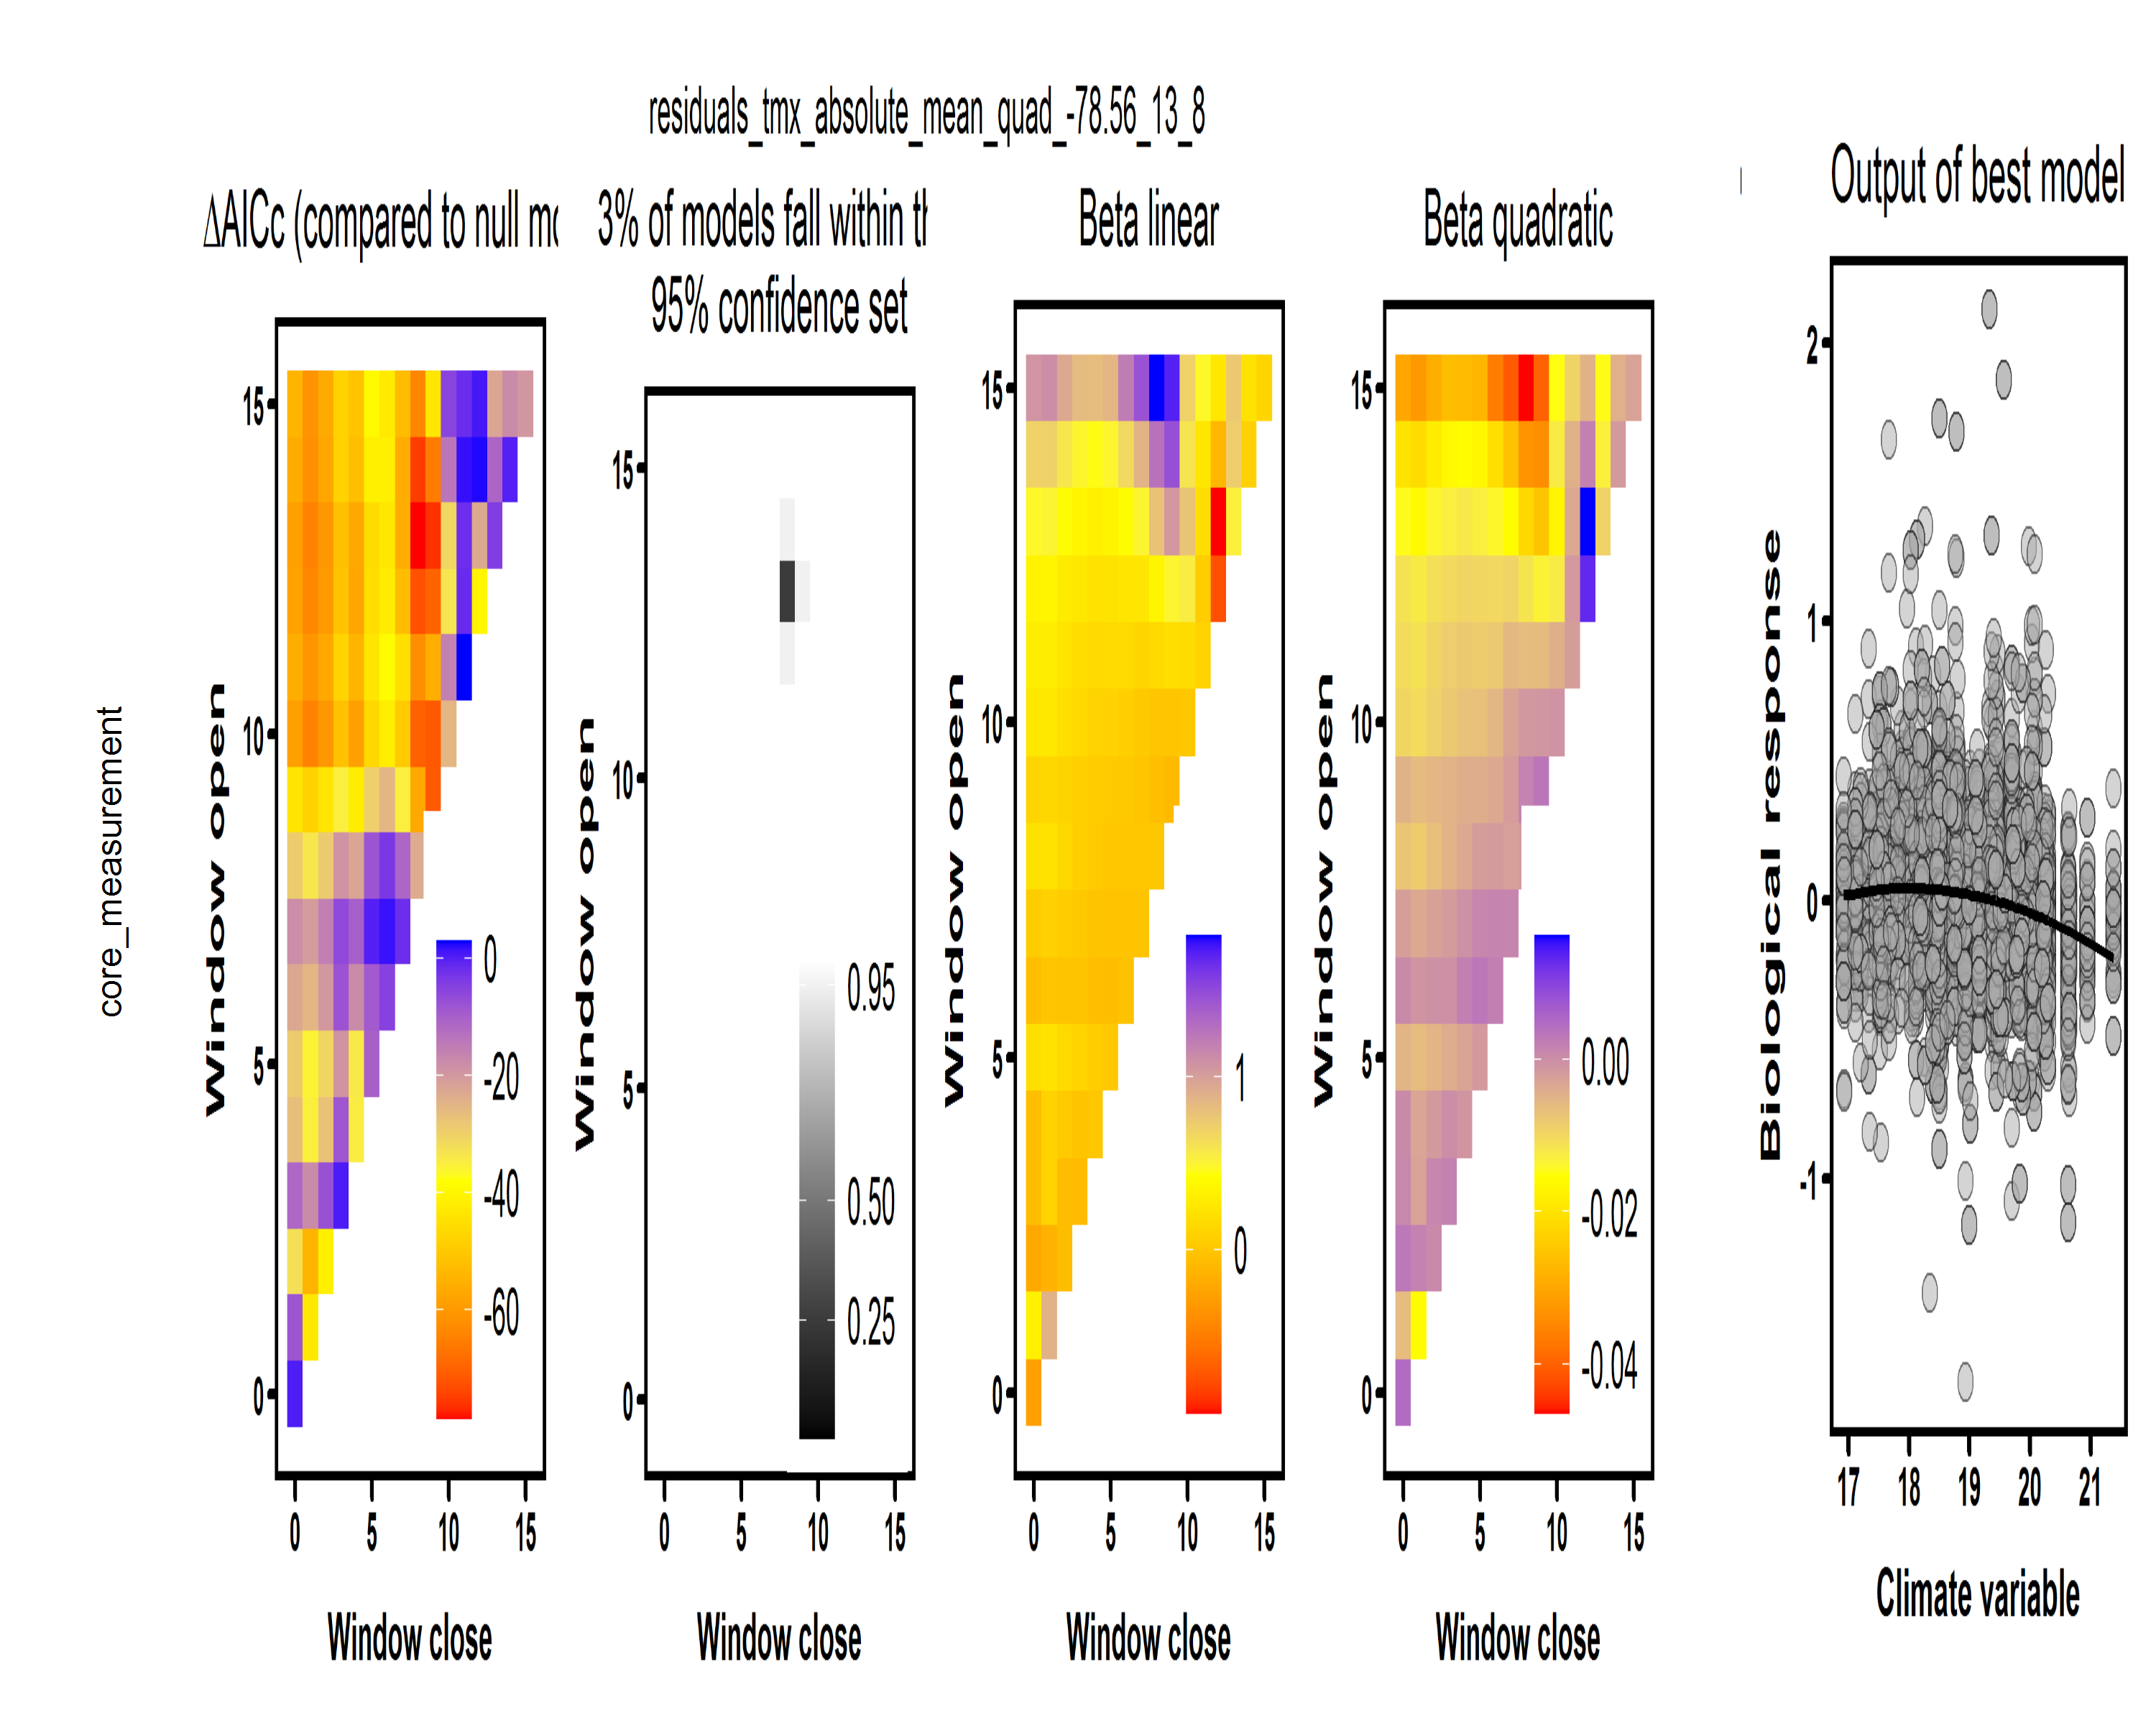 residuals_tmx_absolute_mean_quad_-78.56_13_8
core_measurement
ΔAICc (compared to null mo
Window open
15
10
5
0
0
-20
-40
-60
0 5 10 15
Window close
3% of models fall within th
95% confidence set
Window open
15
10
5
0
0.95
0.50
0.25
0 5 10 15
Window close
Beta linear
Window open
15
10
5
0
1
0
0 5 10 15
Window close
Beta quadratic
Window open
15
10
5
0
0.00
-0.02
-0.04
0 5 10 15
Window close
Output of best model
Biological response
2
1
0
-1
17 18 19 20 21
Climate variable